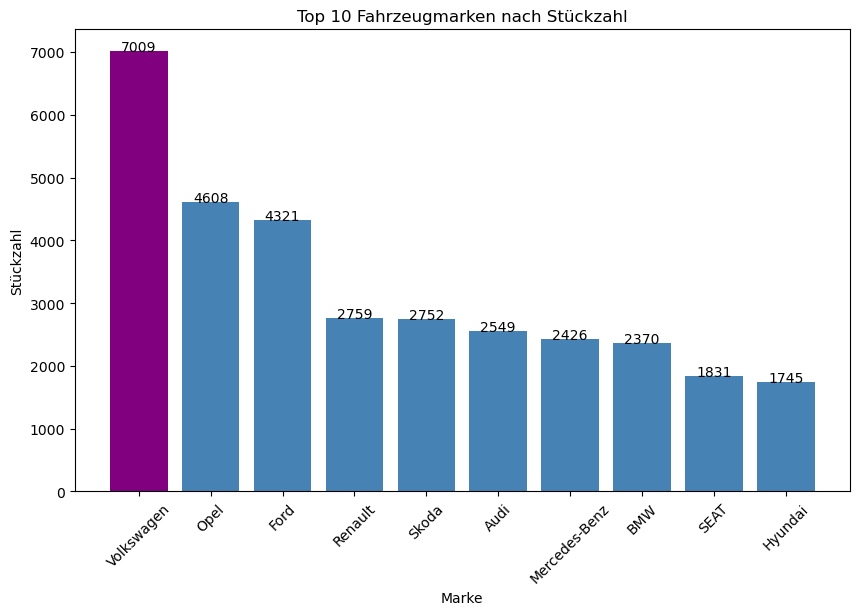 Top 10 Fahrzeugmarken nach Stückzahl
Stückzahl
7000
6000
5000
4000
3000
2000
1000
0
7009
4608
4321
2759
2752
2549
2426
2370
1831
1745
Volkswagen
Opel
Ford
Renault
Skoda
Audi
Mercedes-Benz
BMW
SEAT
Hyundai
Marke